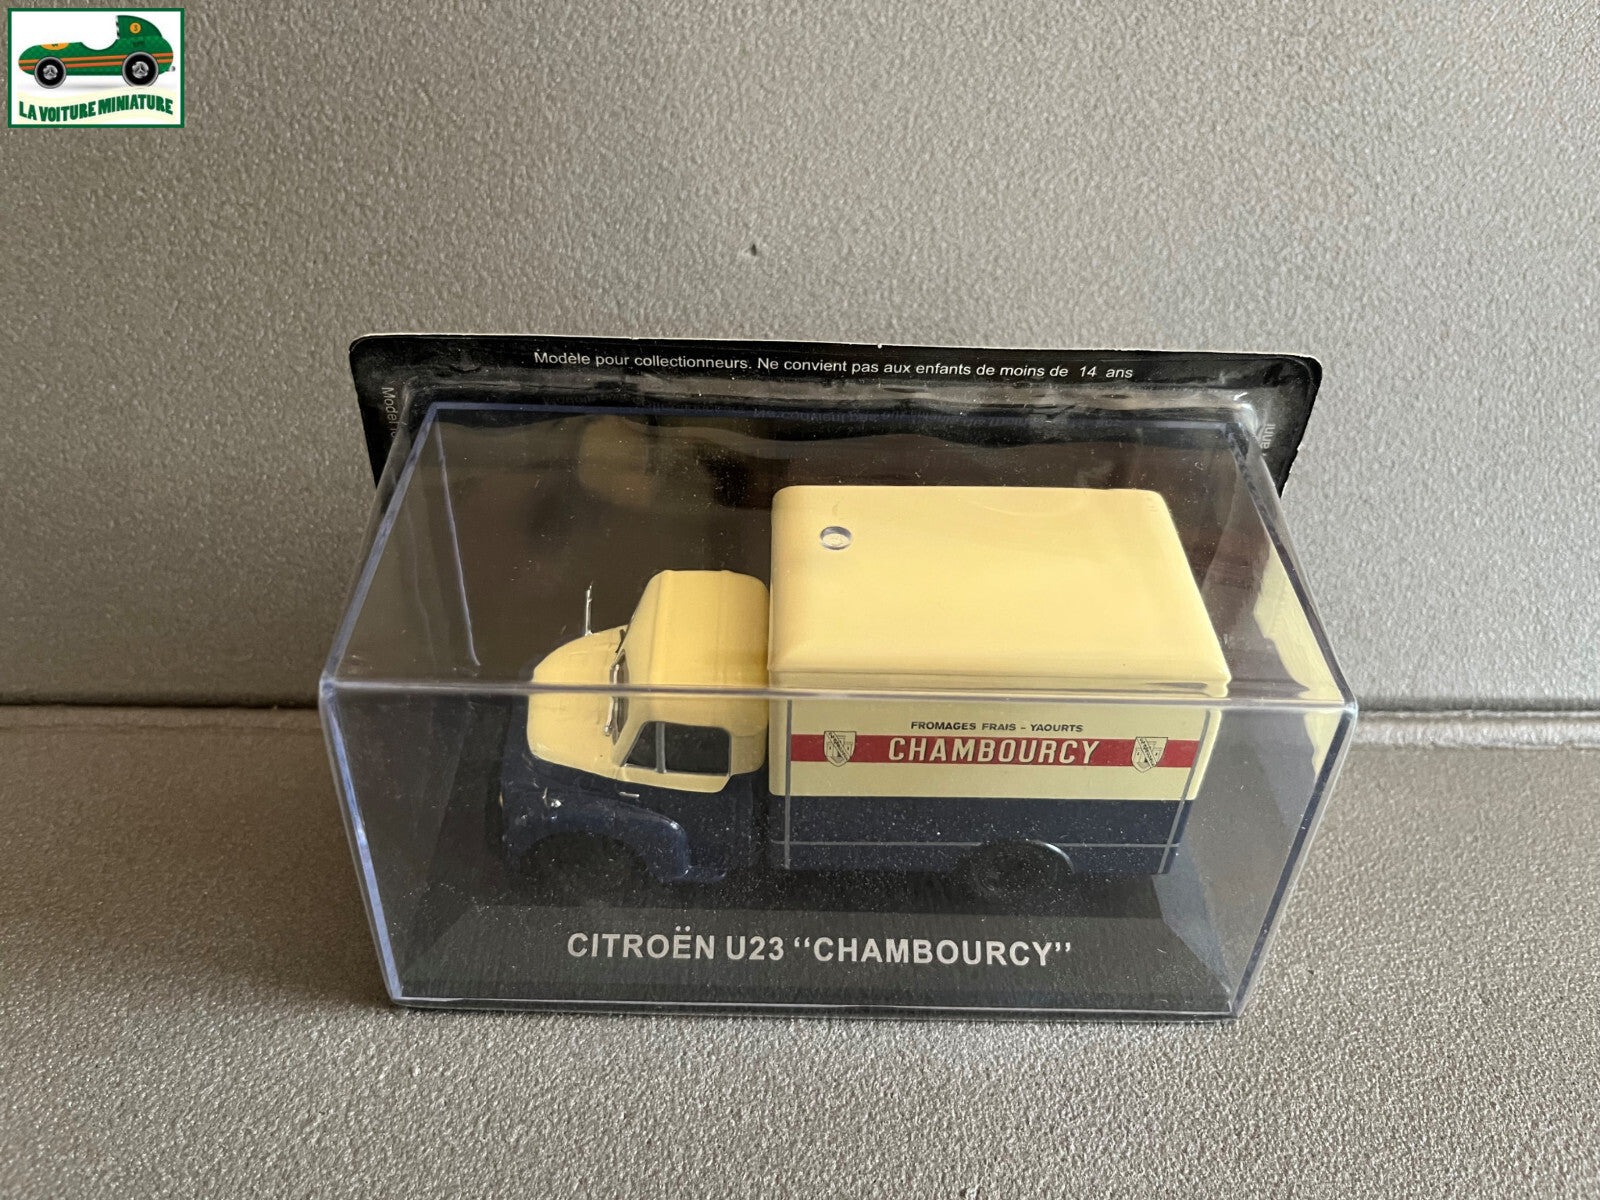 LA VOITURE MINIATURE
Modèle pour collectionneurs. Ne convient pas aux enfants de moins de 14 ans
FROMAGES FRAIS - YAOURTS
CHAMBOURCY
CITROËN U23 “CHAMBOURCY”